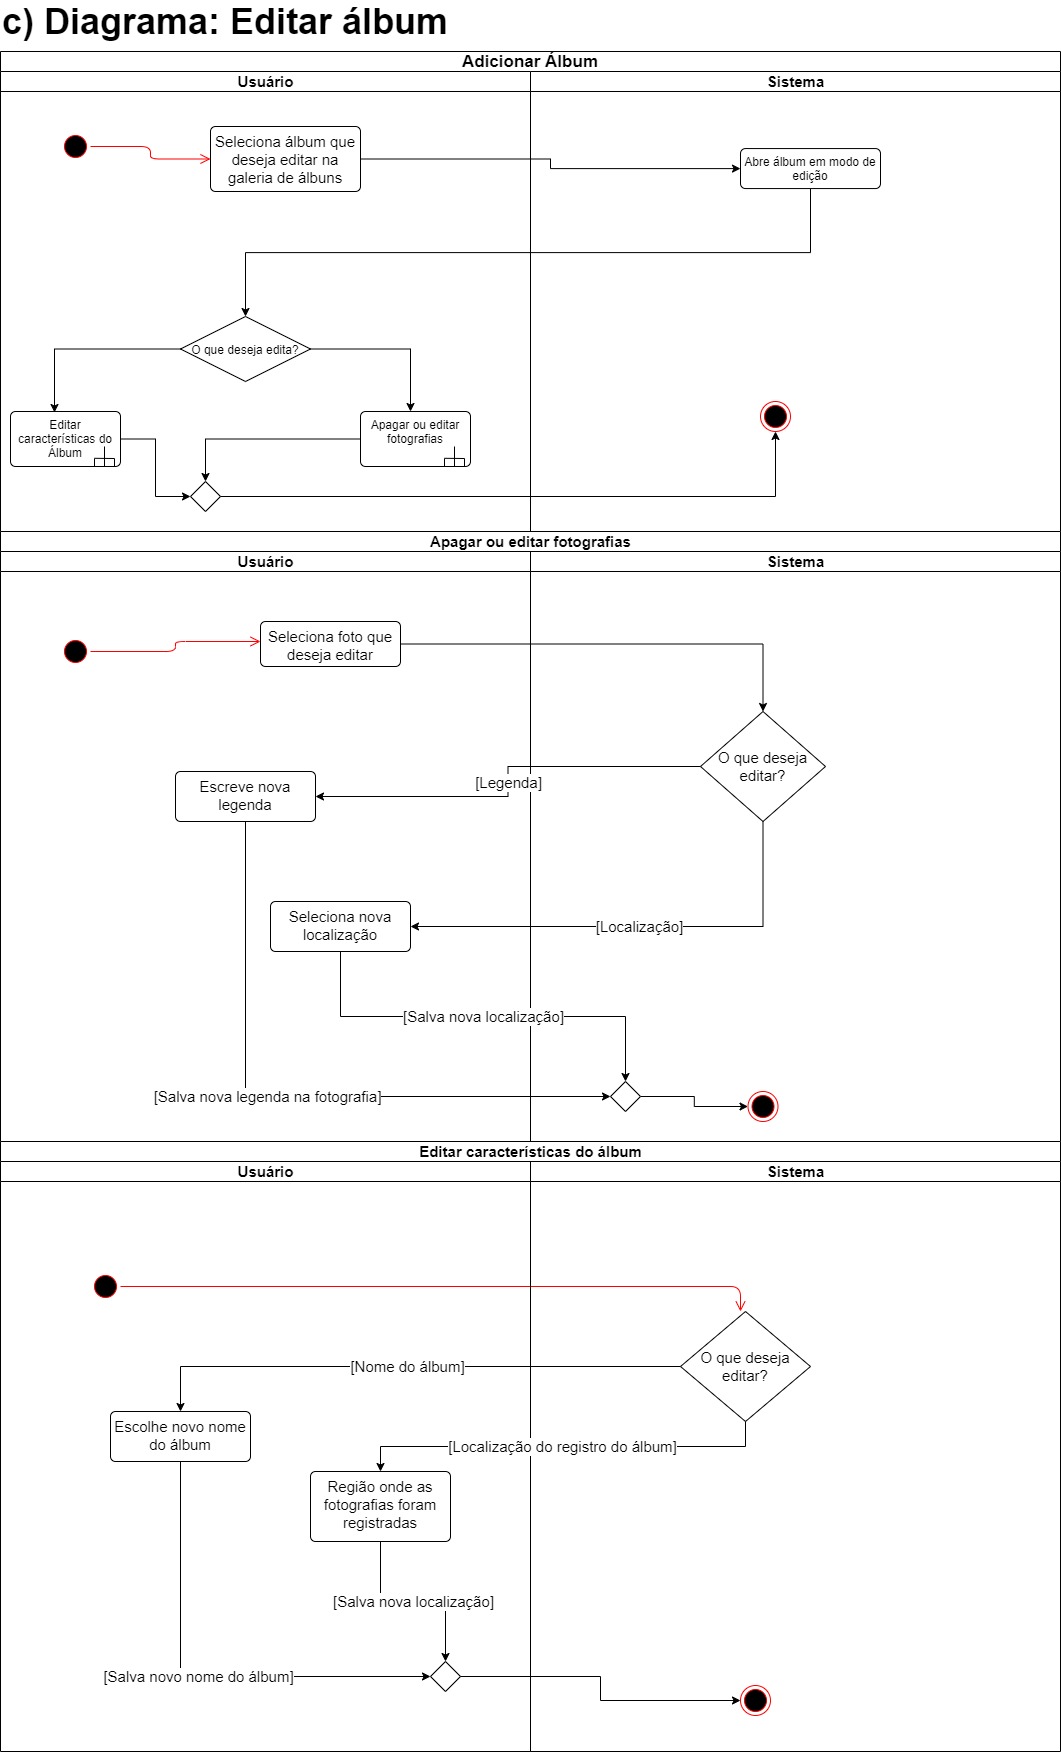 c) Diagrama: Editar álbum
Adicionar Álbum
Usuário
Sistema
Seleciona álbum que
deseja editar na
galeria de álbuns
Abre álbum em modo de
edição
O que deseja edita?
Editar
características do
Álbum
Apagar ou editar
fotografias
Apagar ou editar fotografias
Usuário
Sistema
Seleciona foto que
deseja editar
O que deseja
editar?
[Legenda]
Escreve nova
legenda
Seleciona nova
localização
[Localização]
[Salva nova localização]
[Salva nova legenda na fotografia]
Editar características do álbum
Usuário
Sistema
O que deseja
editar?
[Nome do álbum]
Escolhe novo nome
do álbum
[Localização do registro do álbum]
Região onde as
fotografias foram
registradas
[Salva nova localização]
[Salva novo nome do álbum]